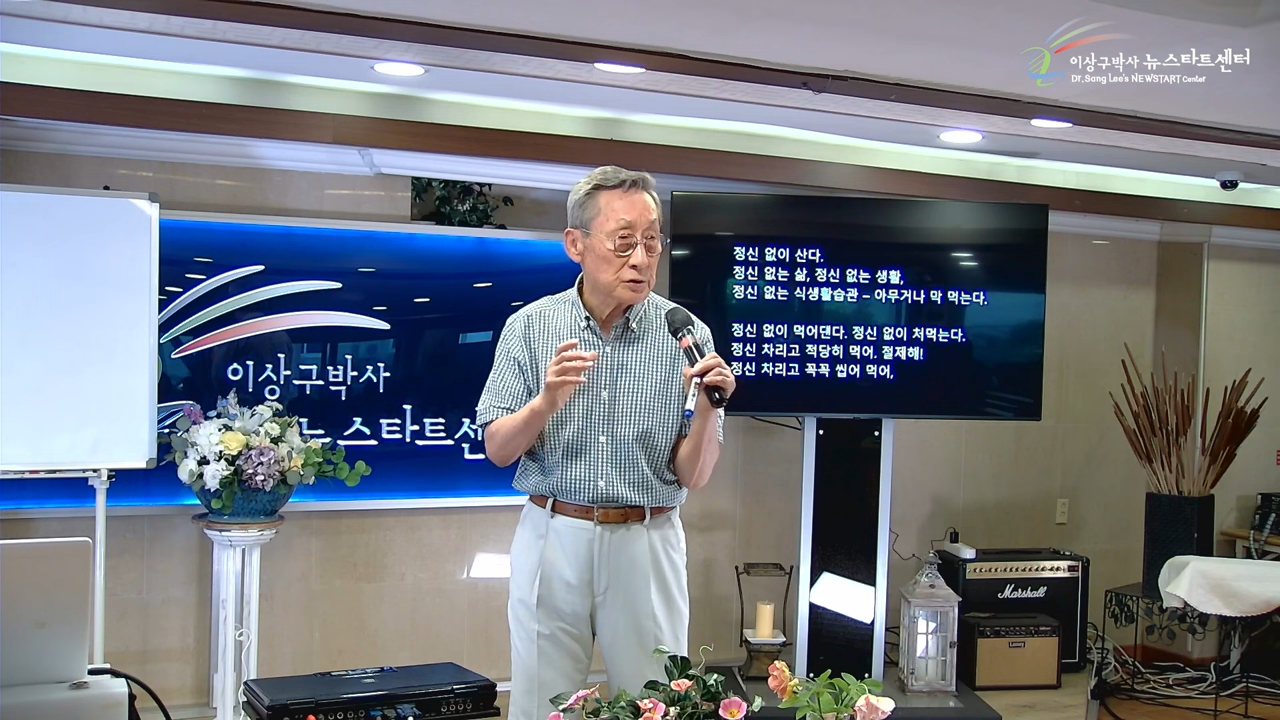 이상구박사 뉴스타트센터
Dr.Sang Lee's NEWSTART Center
정신 없이 산다.
정신 없는 삶, 정신 없는 생활,
정신 없는 식생활습관 – 아무거나 막 먹는다.
정신 없이 먹어댄다. 정신 없이 처먹는다.
정신 차리고 적당히 먹어. 절제해!
정신 차리고 꼭꼭 씹어 먹어,
이상구박사
뉴스타트센
Marshall
Laney